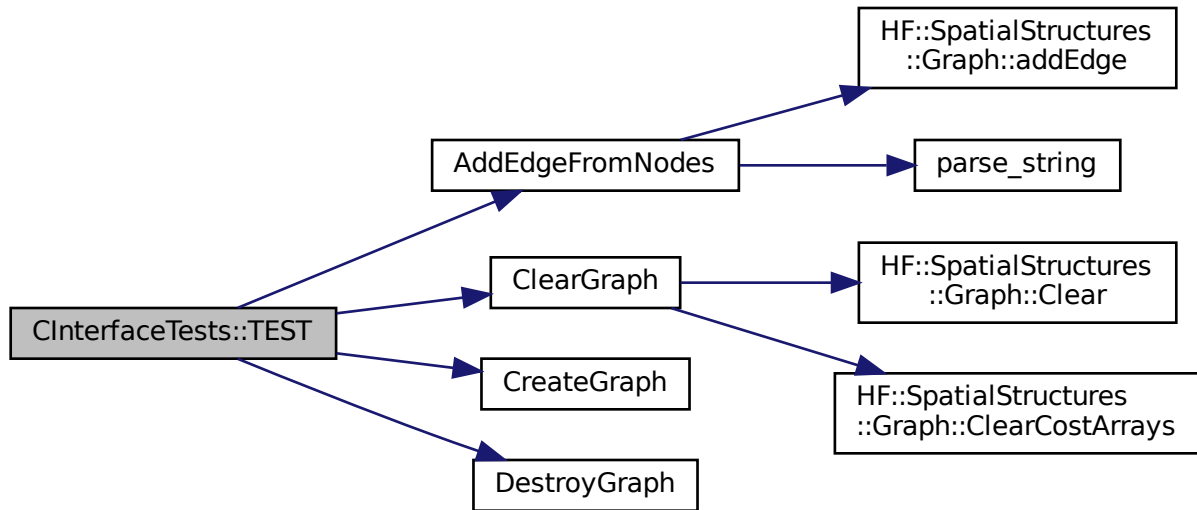 HF::SpatialStructures
::Graph::addEdge
AddEdgeFromNodes
parse_string
HF::SpatialStructures
::Graph::Clear
ClearGraph
CInterfaceTests::TEST
CreateGraph
HF::SpatialStructures
::Graph::ClearCostArrays
DestroyGraph